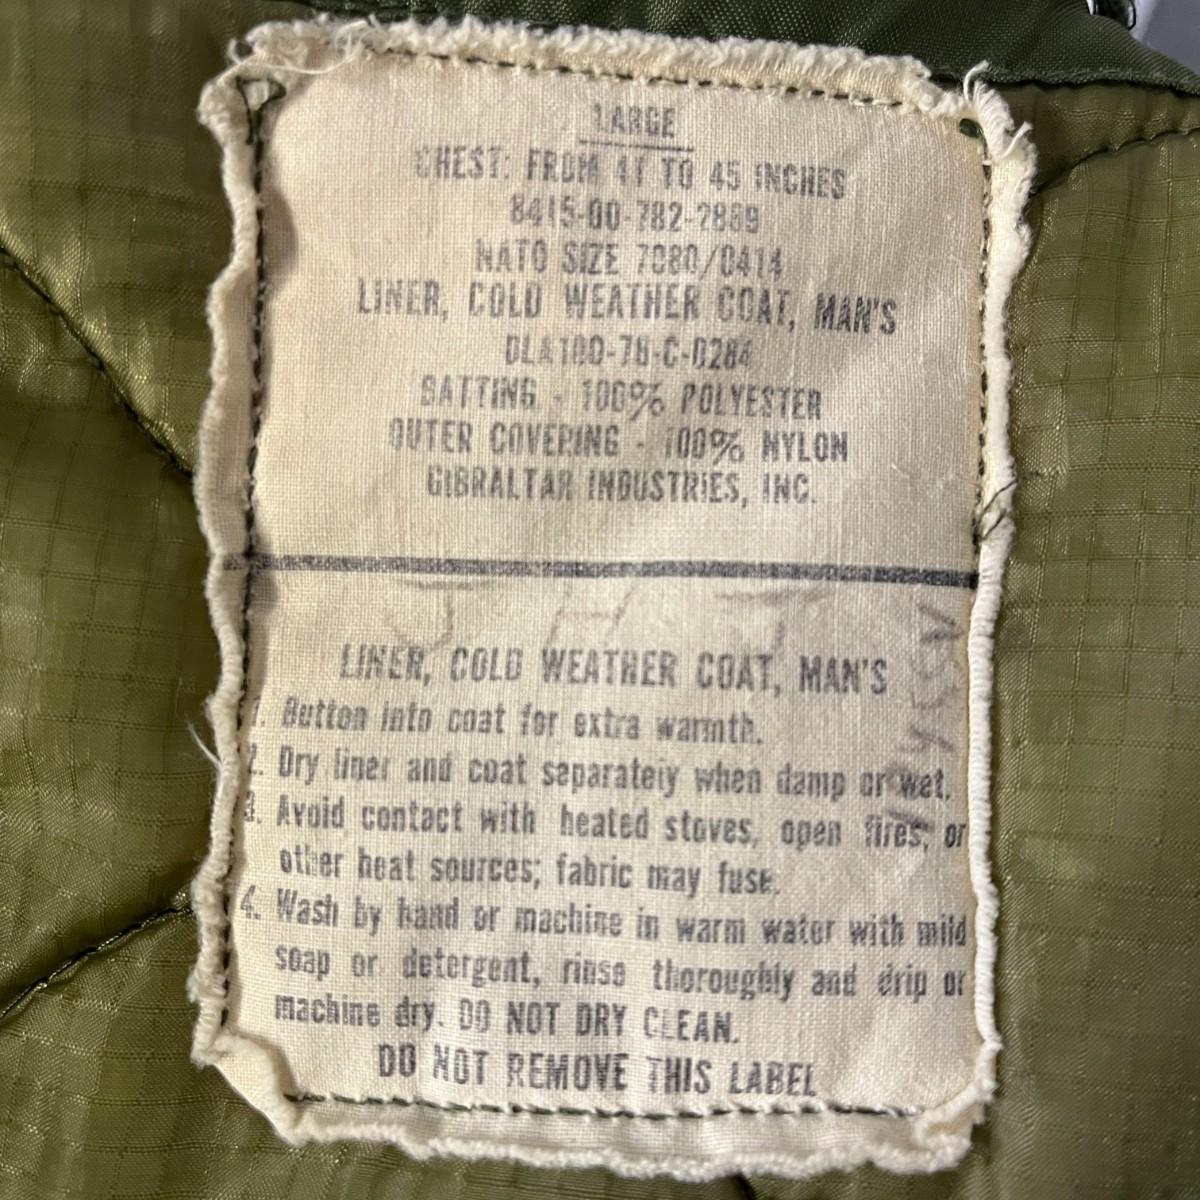 LARGE
CHEST: FROM 41 TO 45 INCHES
8415-00-782-2889
NATO SIZE 7080/0414
LINER, COLD WEATHER COAT, MAN'S
DLA100-78-C-0284
BATTING - 100% POLYESTER
OUTER COVERING - 100% NYLON
GIBRALTAR INDUSTRIES, INC.
LINER, COLD WEATHER COAT, MAN'S
1. Button into coat for extra warmth.
2. Dry liner and coat separately when damp or wet.
3. Avoid contact with heated stoves, open fires, or
other heat sources; fabric may fuse.
4. Wash by hand or machine in warm water with mild
soap or detergent, rinse thoroughly and drip or
machine dry. DO NOT DRY CLEAN.
DO NOT REMOVE THIS LABEL